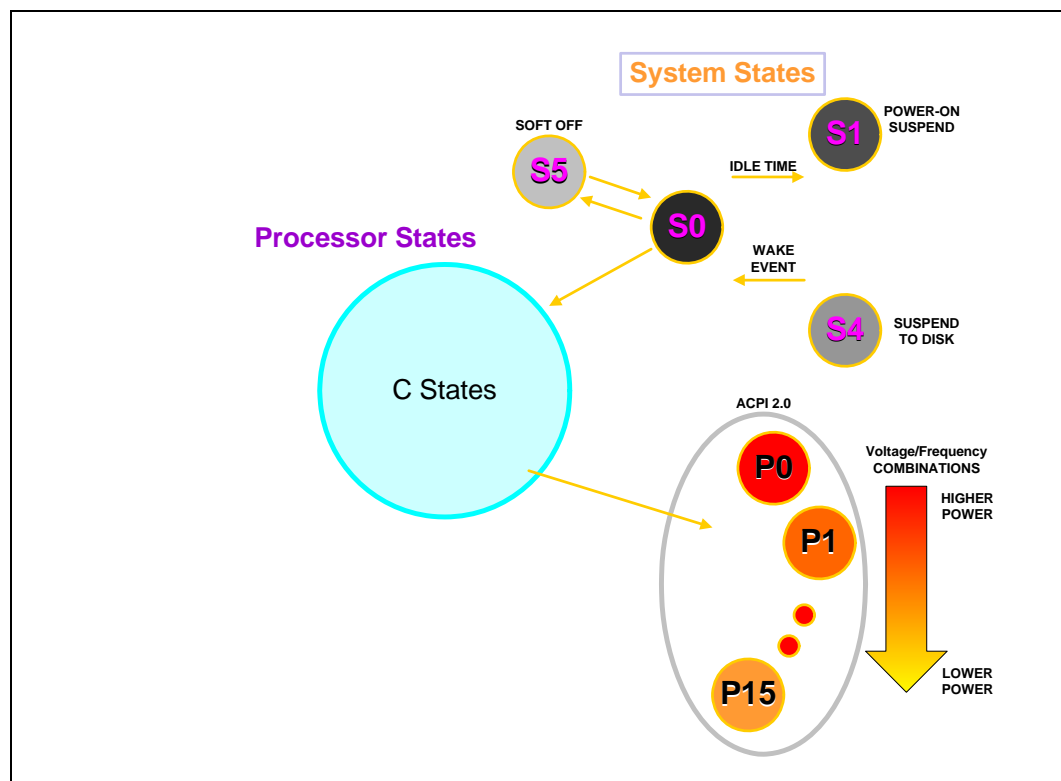 System States
SOFT OFF
S5
S0
IDLE TIME
S1
POWER-ON
SUSPEND
WAKE
EVENT
S4
SUSPEND
TO DISK
Processor States
C States
ACPI 2.0
P0
P1
P15
Voltage/Frequency
COMBINATIONS
HIGHER
POWER
LOWER
POWER